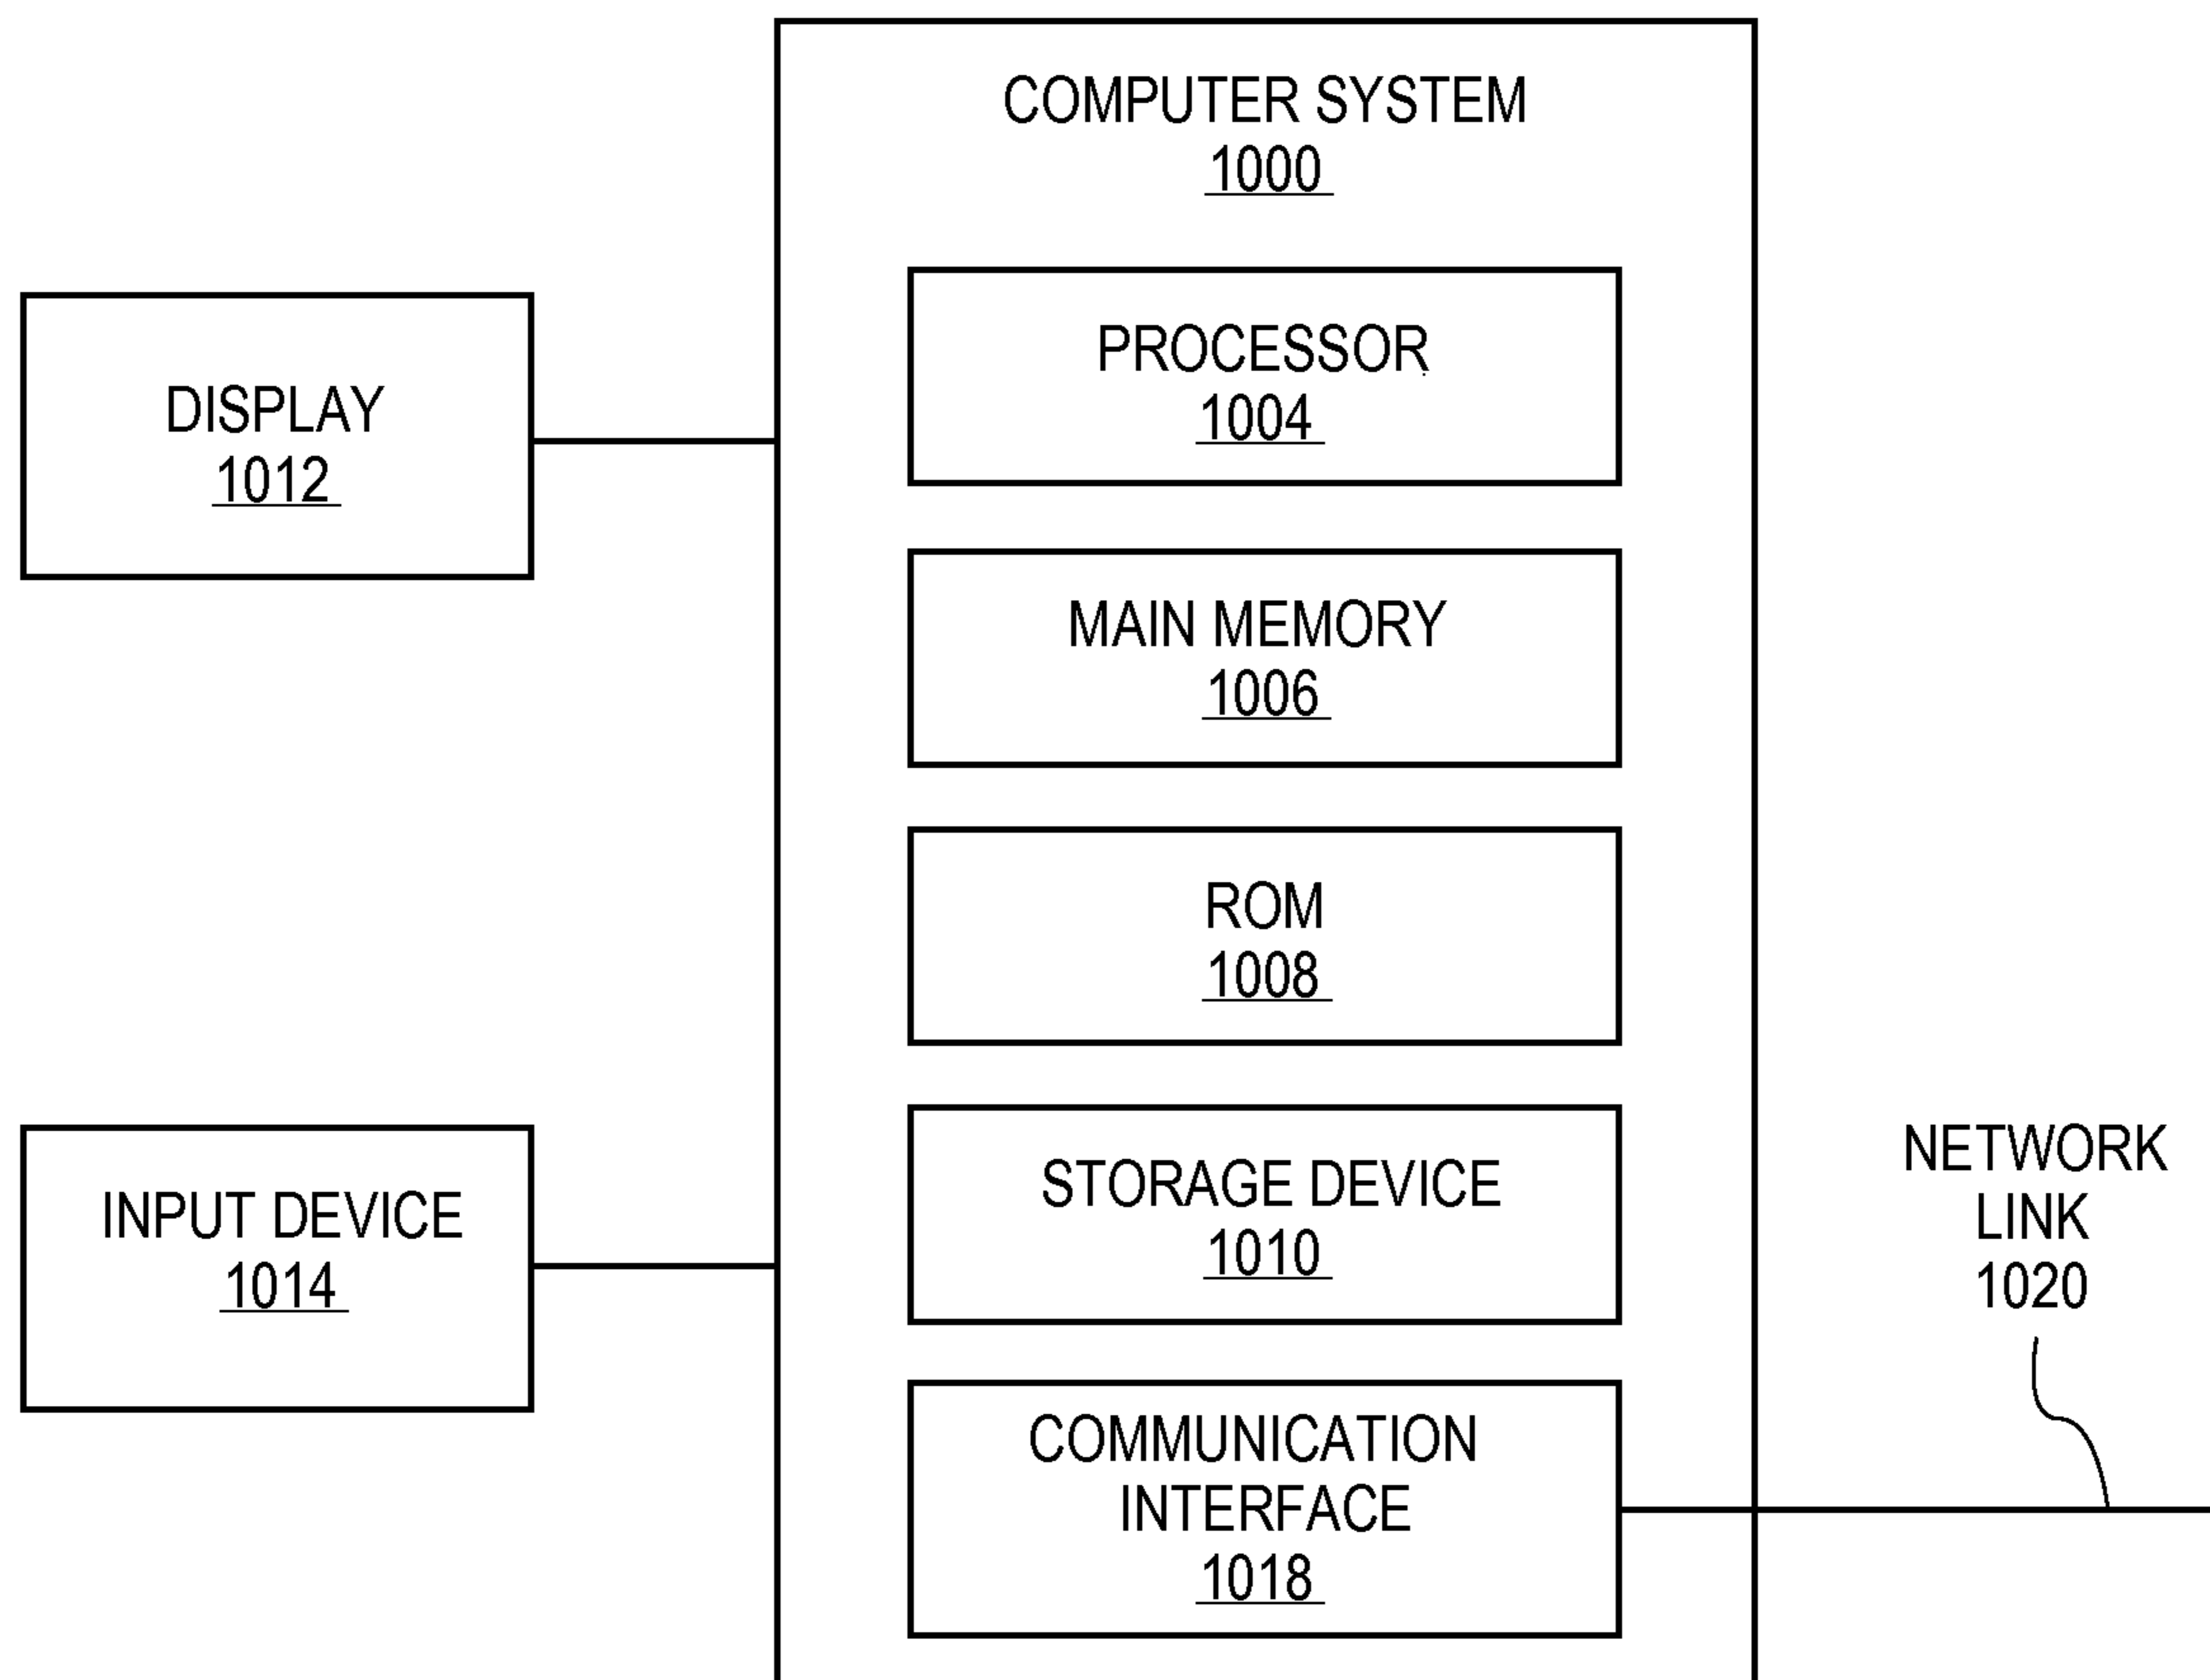 COMPUTER SYSTEM
1000
PROCESSOR
1004
DISPLAY
1012
MAIN MEMORY
1006
ROM
1008
STORAGE DEVICE
1010
INPUT DEVICE
1014
NETWORK
LINK
1020
COMMUNICATION
INTERFACE
1018